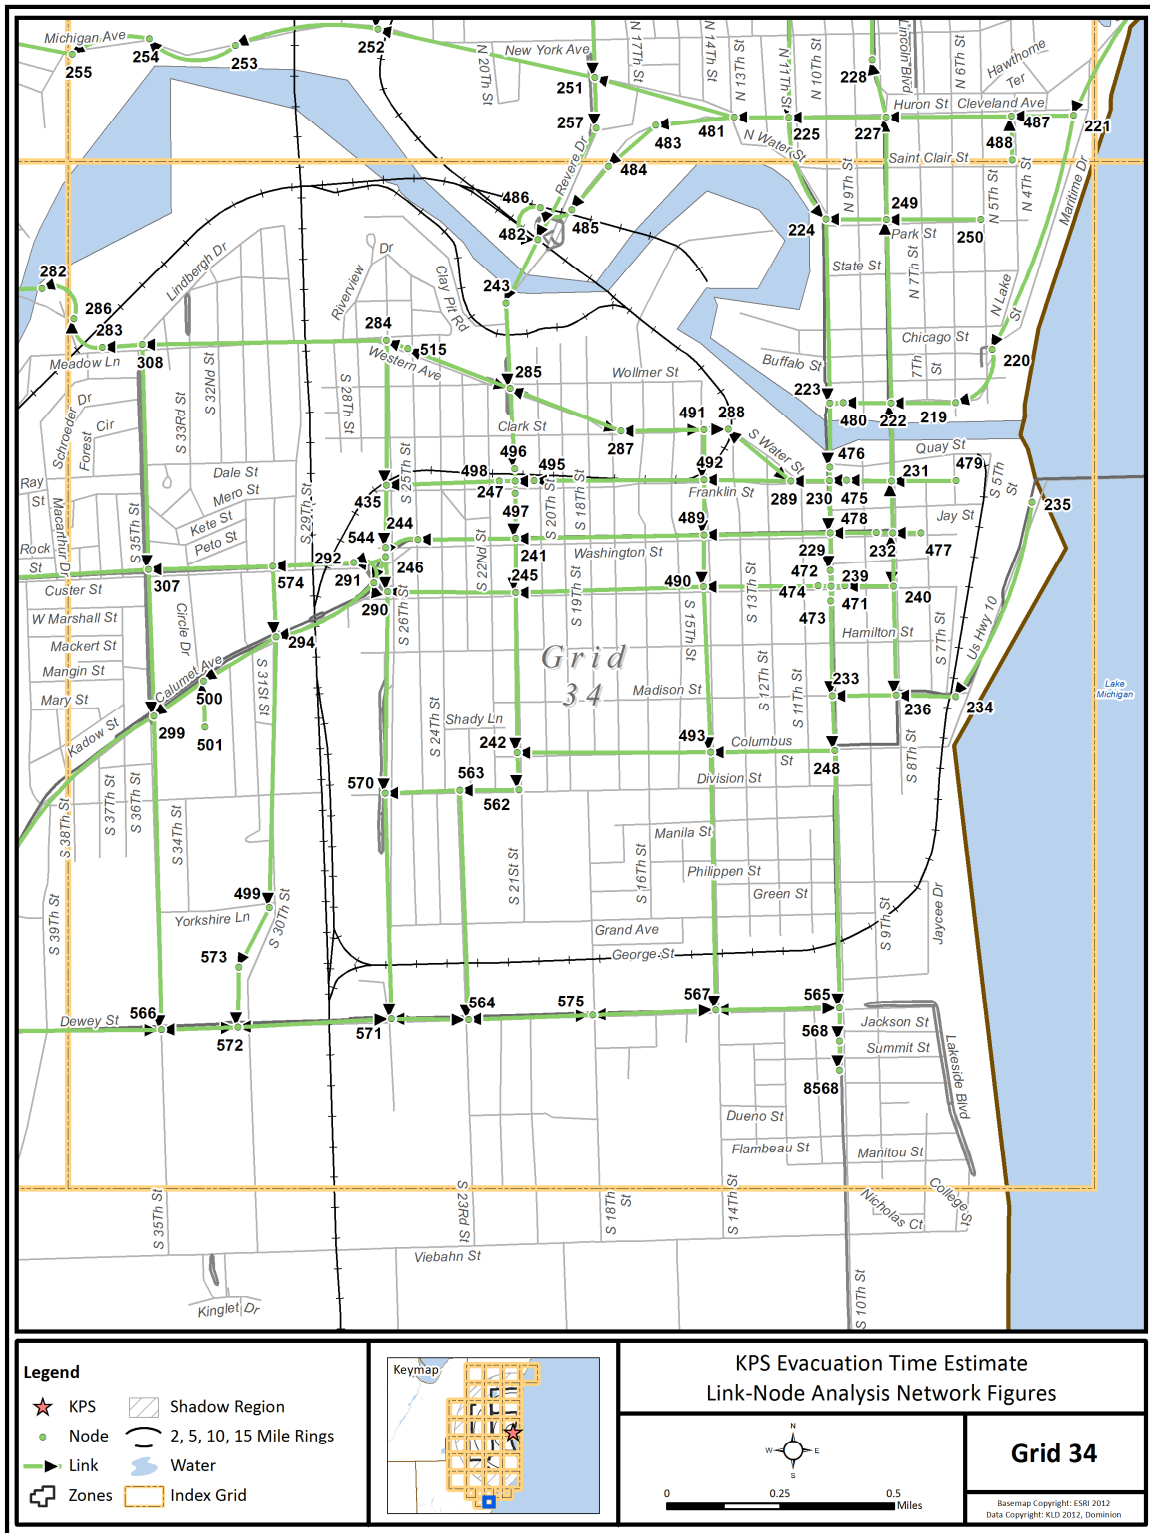 Michigan Ave
255
254
253
252
New York Ave
N 20Th St
N 17Th St
N 14Th St
N 13Th St
N 11Th St
N 10Th St
Lincoln Blvd
N 6Th St
Hawthorne
Ter
228
251
257
Huron St
Cleveland Ave
483
481
225
227
487
221
488
N Water St
484
Revere Dr
N 9Th St
Saint Clair St
N 5Th St
N 4Th St
Maritime Dr
486
482
485
249
224
Park St
250
State St
N 7Th St
Lindbergh Dr
Riverview
Dr
Clay Pit Rd
282
243
286
283
N Lake
St
284
Meadow Ln
308
Western Ave
515
Chicago St
Buffalo St
7Th
St
220
285
Wollmer St
S 32Nd St
S 28Th St
223
480
222
219
Schroeder
Dr
Forest
Cir
S 33Rd St
Clark St
491
288
287
S Water St
Quay St
476
496
S 25Th St
Dale St
498
495
492
479
S 5Th
St
Ray
St
Macarthur Dr
Mero St
247
Franklin St
289
230
475
231
S 29Th St
435
S 20Th St
S 18Th St
235
S 35Th St
Kete St
244
497
489
478
Jay St
Peto St
Rock
St
544
292
246
241
Washington St
229
232
477
S 22Nd St
291
245
472
239
307
574
490
Custer St
290
474
471
240
S 26Th St
S 19Th St
S 15Th St
S 13Th St
473
W Marshall St
Circle Dr
294
Hamilton St
S 7Th St
Us Hwy 10
Mackert St
Grid
34
Mangin St
Calumet Ave
S 31St St
S 12Th St
S 11Th St
233
Madison St
Mary St
500
236
234
Lake
Michigan
Kadow St
299
501
S 24Th St
Shady Ln
242
493
Columbus
St
248
S 8Th St
S 38Th St
S 37Th St
S 36Th St
S 34Th St
570
563
562
Division St
Manila St
S 21St St
S 16Th St
Philippen St
Green St
499
S 39Th St
Yorkshire Ln
S 30Th St
Grand Ave
S 9Th St
Jaycee Dr
573
George St
566
564
575
567
565
Dewey St
572
571
Jackson St
568
Summit St
Lakeside Blvd
8568
Dueno St
Flambeau St
Manitou St
S 35Th St
S 23Rd St
S 18Th
St
S 14Th St
College St
Nicholas Ct
Viebahn St
S 10Th St
Kinglet Dr
Legend
KPS
Shadow Region
Node
2, 5, 10, 15 Mile Rings
Link
Water
Zones
Index Grid
Keymap
KPS Evacuation Time Estimate
Link-Node Analysis Network Figures
N
W
E
S
0
0.25
0.5
Miles
Grid 34
Basemap Copyright: ESRI 2012
Data Copyright: KLD 2012, Dominion